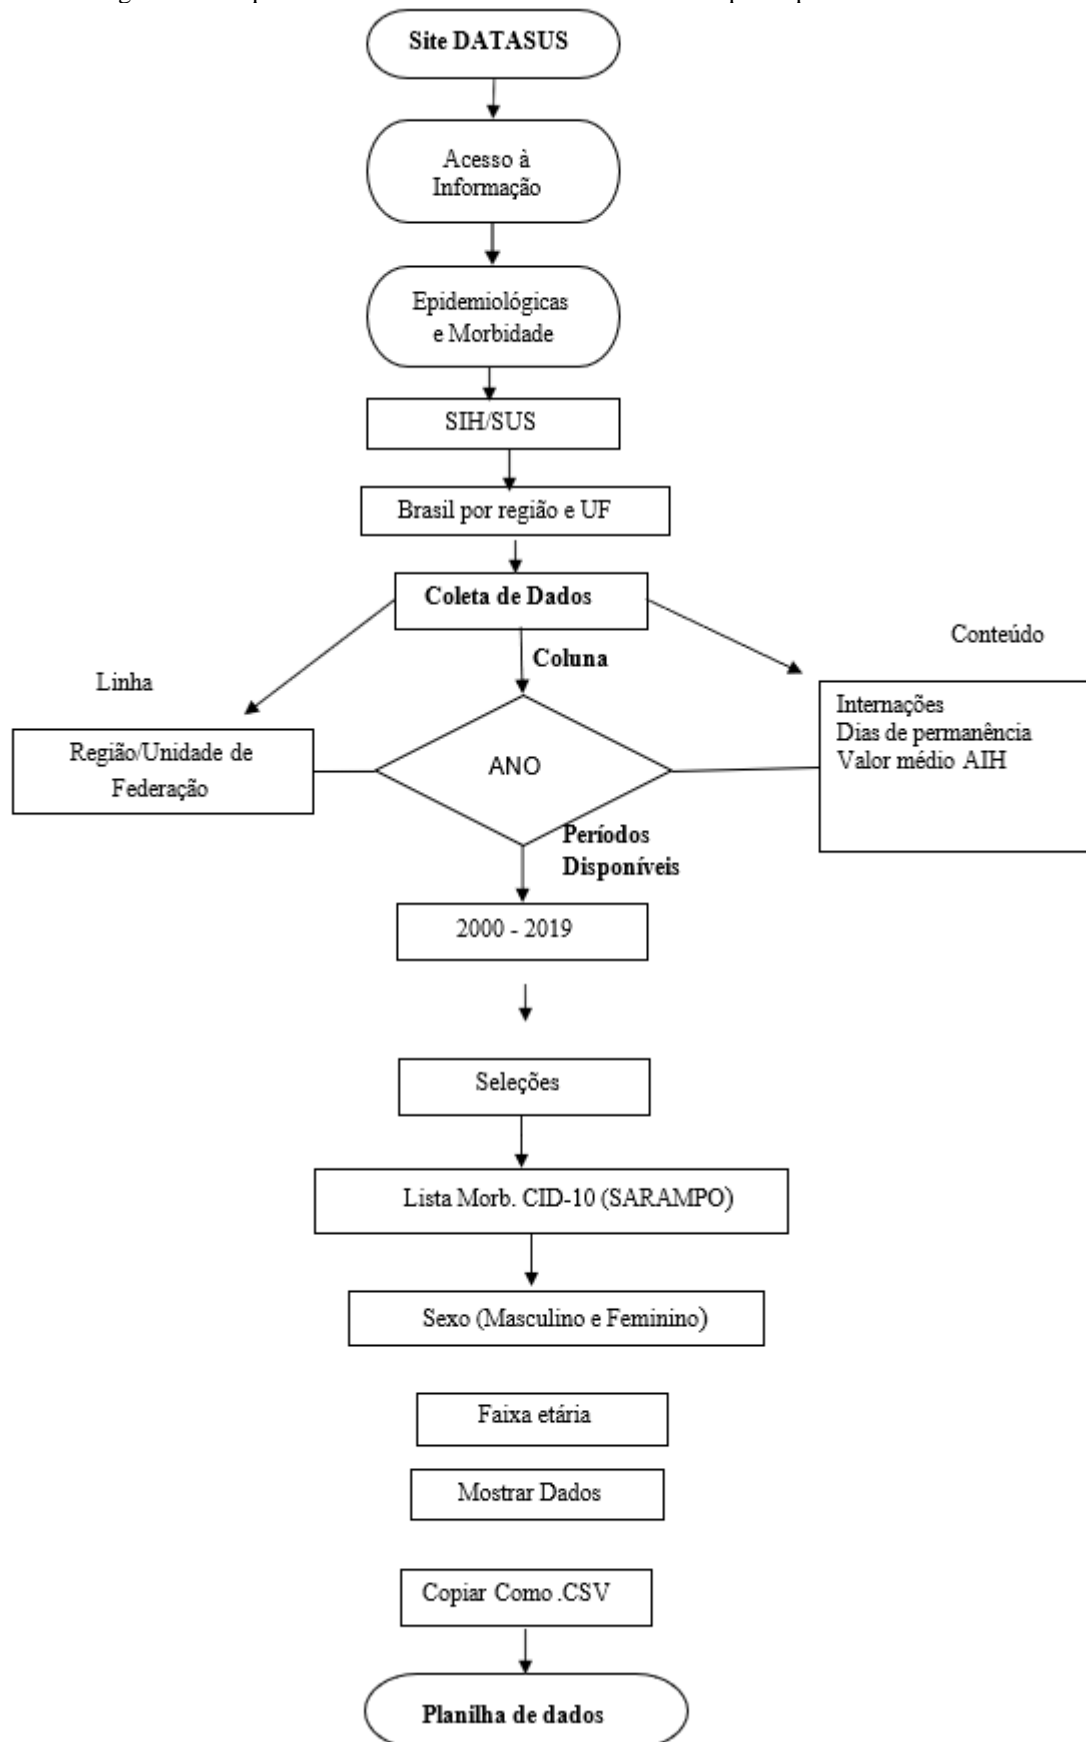 Site DATASUS
Acesso à
Informação
Epidemiológicas
e Morbidade
SIH/SUS
Brasil por região e UF
Coleta de Dados
Conteúdo
Coluna
Linha
Internações
Dias de permanência
Valor médio AIH
Região/Unidade de
Federação
ANO
Períodos
Disponíveis
2000 - 2019
Seleções
Lista Morb. CID-10 (SARAMPO)
Sexo (Masculino e Feminino)
Faixa etária
Mostrar Dados
Copiar Como .CSV
Planilha de dados